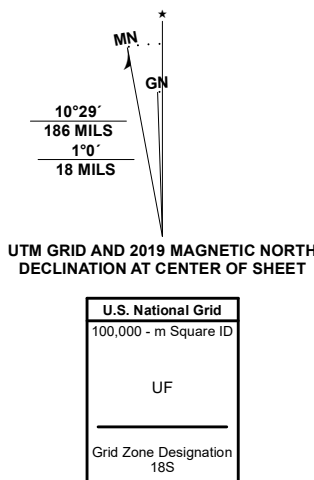 ★
MN
GN
10°29´
186 MILS
1°0´
18 MILS
UTM GRID AND 2019 MAGNETIC NORTH
DECLINATION AT CENTER OF SHEET
U.S. National Grid
100,000 - m Square ID
UF
Grid Zone Designation
18S